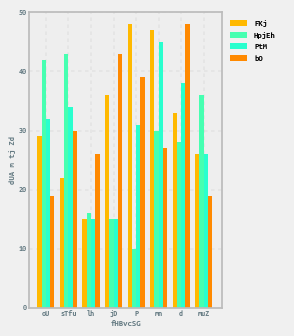 50
40
30
20
10
0
dUA m tj Zd
oU sTfu lh jD P mn d muZ
fHBvcSG
FKj
HpjEh
PtM
bO